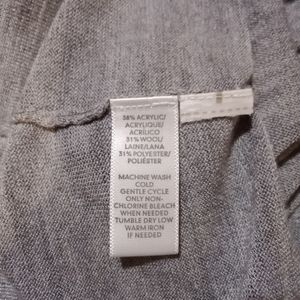 38% ACRYLIC/
ACRYLIQUE/
ACRÍLICO
31% WOOL/
LAINE/LANA
31% POLYESTER/
POLIÉSTER
MACHINE WASH
COLD
GENTLE CYCLE
ONLY NON-
CHLORINE BLEACH
WHEN NEEDED
TUMBLE DRY LOW
WARM IRON
IF NEEDED